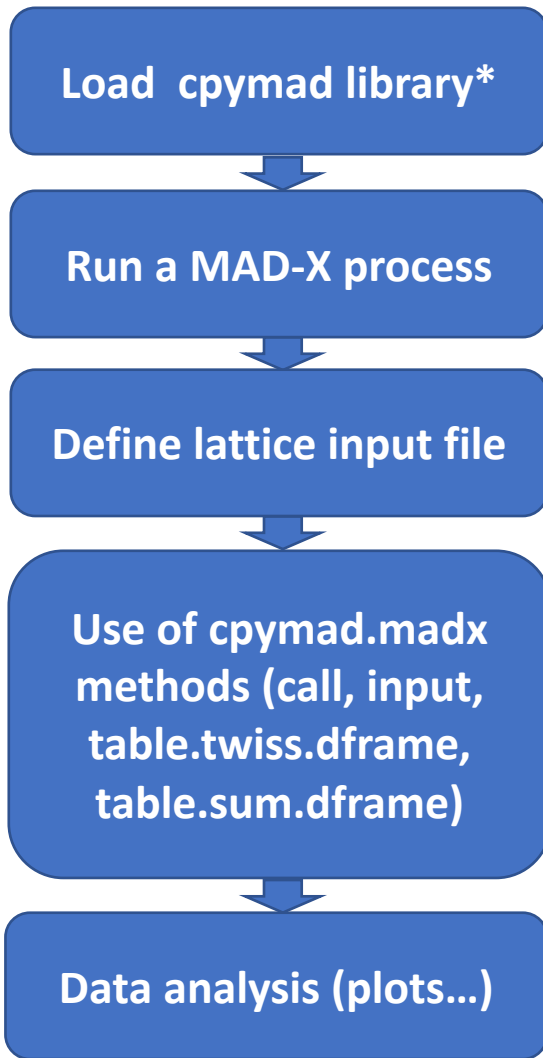 Load  cpymad library*
Run a MAD-X process
Define lattice input file
Use of cpymad.madx
methods (call, input,
table.twiss.dframe,
table.sum.dframe)
Data analysis (plots…)